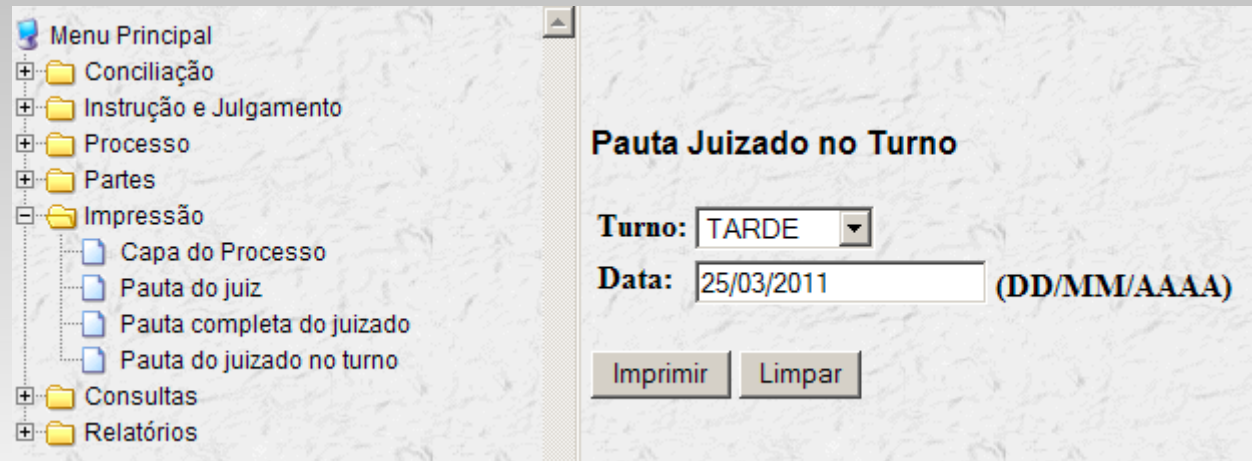 Menu Principal
Conciliação
Instrução e Julgamento
Processo
Partes
Impressão
Capa do Processo
Pauta do juiz
Pauta completa do juizado
Pauta do juizado no turno
Consultas
Relatórios
Pauta Juizado no Turno
Turno: TARDE
Data: 25/03/2011 (DD/MM/AAAA)
Imprimir Limpar